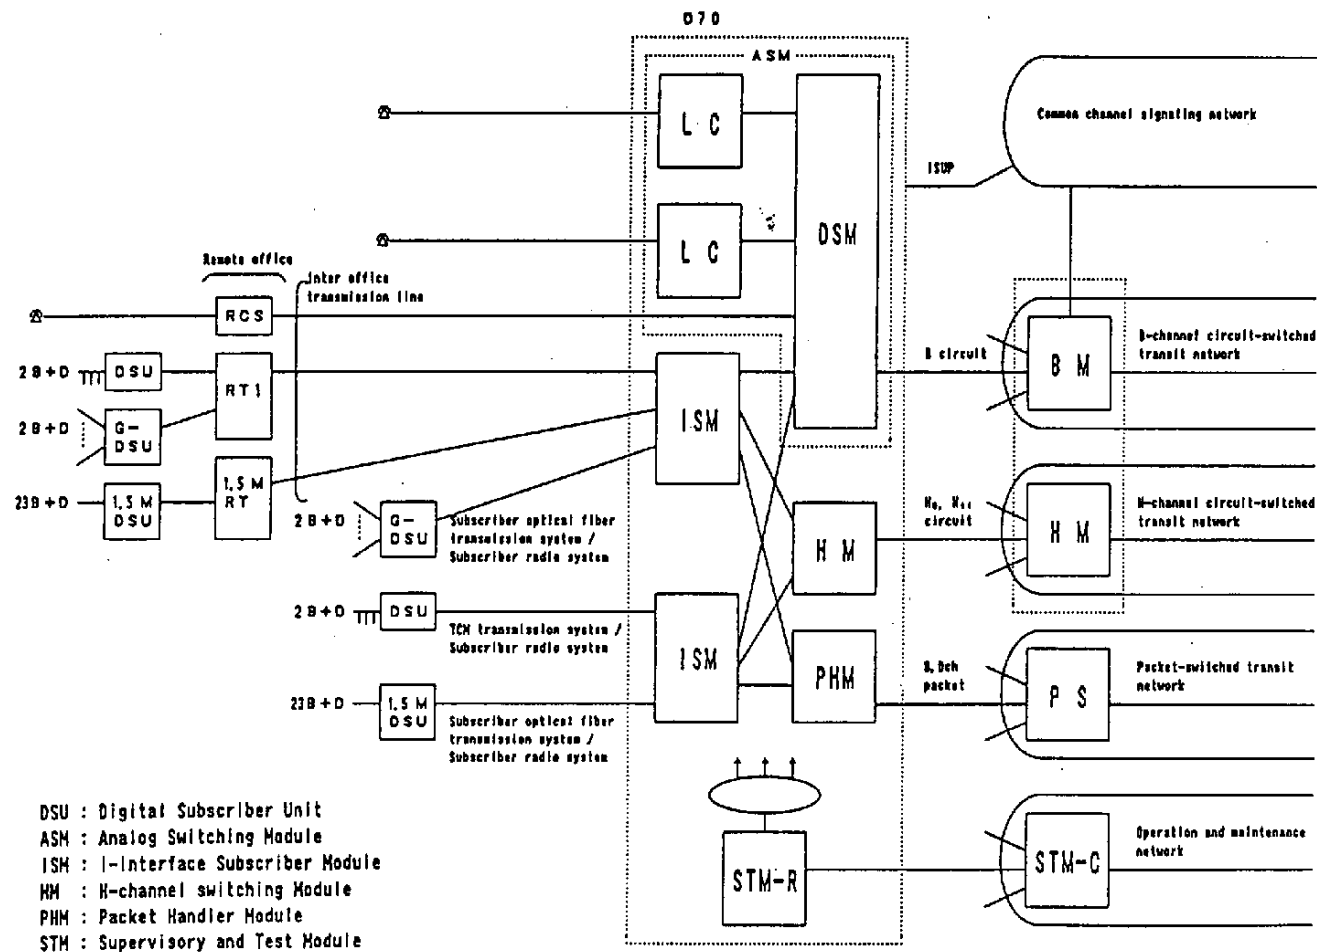 D70
ASM
L C
Common channel signaling network
ISUP
DSM
L C
Remote office
Inter office
transmission line
RCS
2B+D
DSU
RT1
ISM
B circuit
B M
B-channel circuit-switched
transit network
2B+D
G-
DSU
23B+D
1.5M
DSU
1.5M
RT
2B+D
G-
DSU
Subscriber optical fiber
transmission system /
Subscriber radio system
H M
circuit
H M
H-channel circuit-switched
transit network
2B+D
DSU
TCM transmission system /
Subscriber radio system
ISM
PHM
B, Dch
packet
P S
Packet-switched transit
network
23B+D
1.5M
DSU
Subscriber optical fiber
transmission system /
Subscriber radio system
STM-R
STM-C
Operation and maintenance
network
DSU : Digital Subscriber Unit
ASM : Analog Switching Module
ISM : I-Interface Subscriber Module
HM : H-channel switching Module
PHM : Packet Handler Module
STM : Supervisory and Test Module